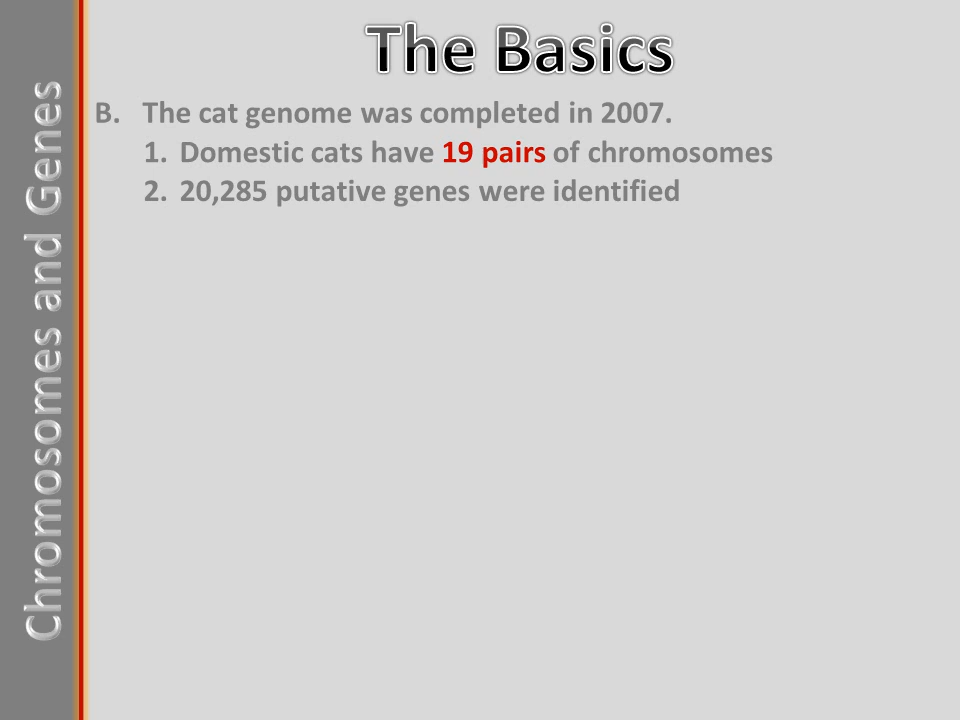 The Basics
Chromosomes and Genes
B. The cat genome was completed in 2007.
1. Domestic cats have 19 pairs of chromosomes
2. 20,285 putative genes were identified